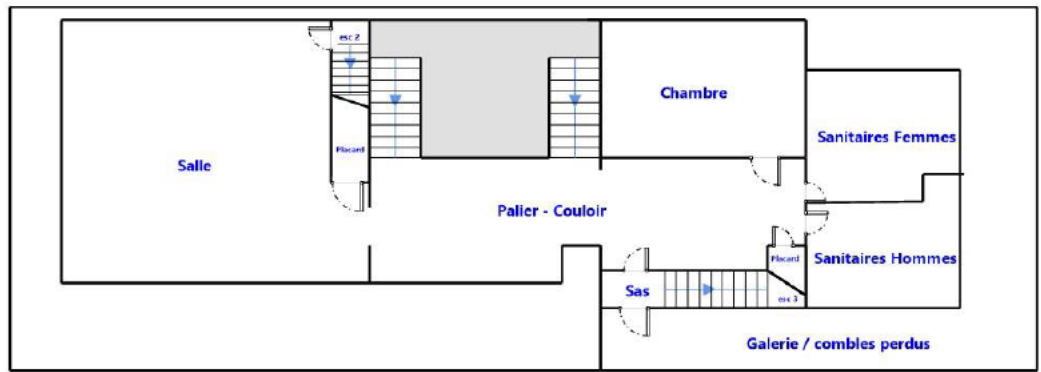 esc 2
Chambre
Sanitaires Femmes
Placard
Salle
Palier - Couloir
Placard
Sanitaires Hommes
Sas
esc 3
Galerie / combles perdus